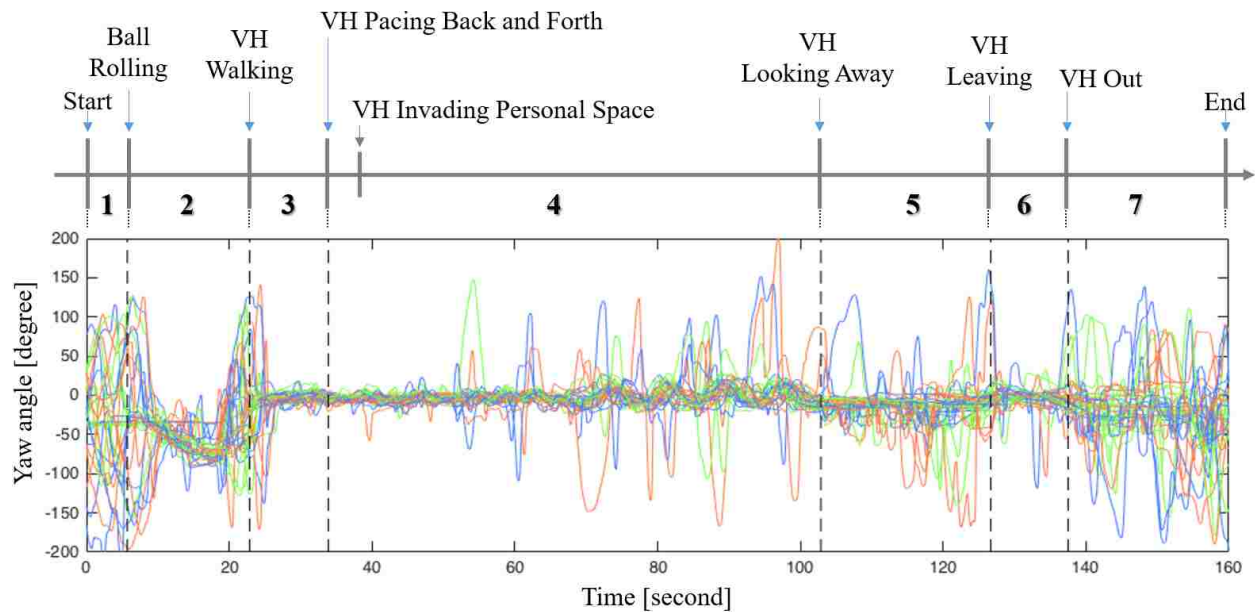 VH Pacing Back and Forth
Ball
Rolling
VH
Walking
VH
Looking Away
VH
Leaving
VH Out
Start
VH Invading Personal Space
End
1
2
3
4
5
6
7
200
150
100
50
0
-50
-100
-150
-200
Yaw angle [degree]
0
20
40
60
80
100
120
140
160
Time [second]